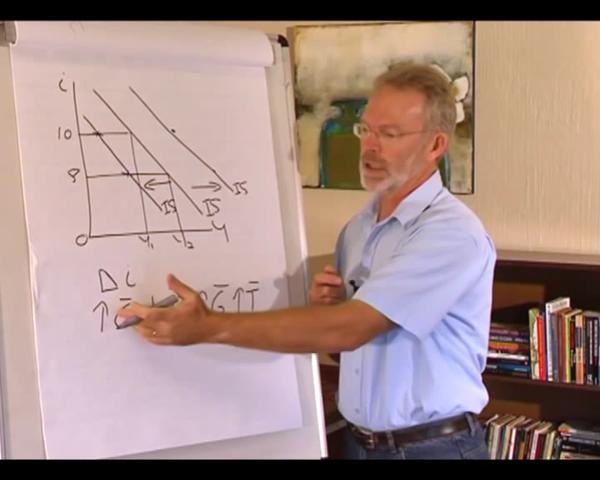 i
10
8
IS
IS IS
0 Y1 Y2 Y
Δ i
↑ Ḡ ↑ T̄